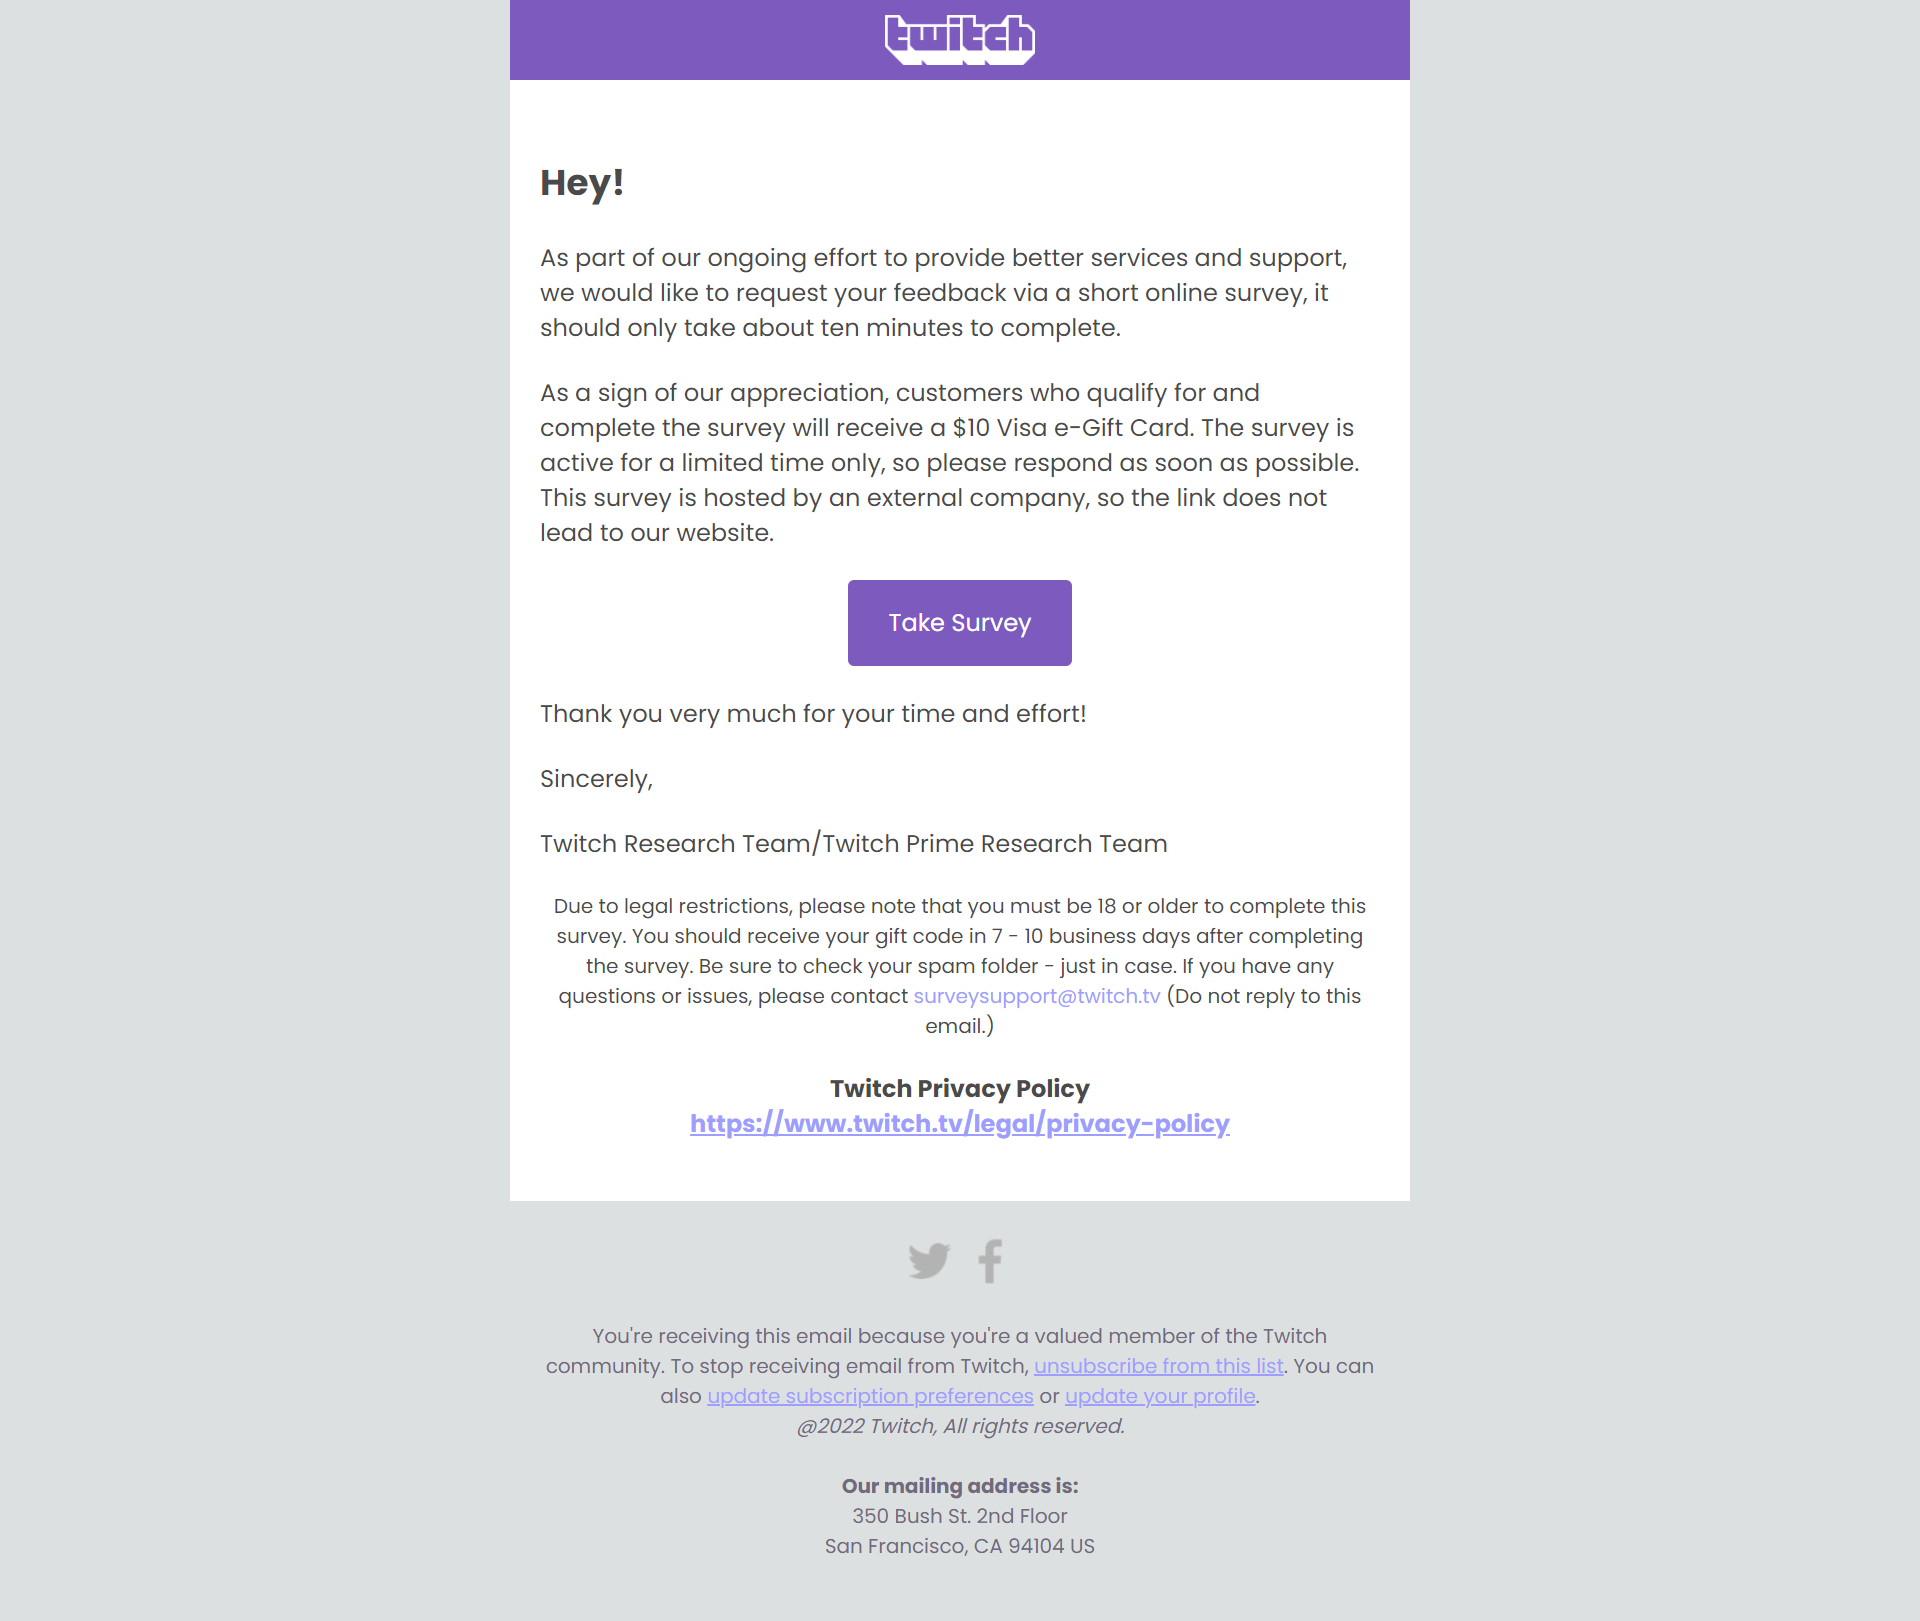 twitch
Hey!
As part of our ongoing effort to provide better services and support,
we would like to request your feedback via a short online survey, it
should only take about ten minutes to complete.
As a sign of our appreciation, customers who qualify for and
complete the survey will receive a $10 Visa e-Gift Card. The survey is
active for a limited time only, so please respond as soon as possible.
This survey is hosted by an external company, so the link does not
lead to our website.
Take Survey
Thank you very much for your time and effort!
Sincerely,
Twitch Research Team/Twitch Prime Research Team
Due to legal restrictions, please note that you must be 18 or older to complete this
survey. You should receive your gift code in 7 - 10 business days after completing
the survey. Be sure to check your spam folder - just in case. If you have any
questions or issues, please contact surveysupport@twitch.tv (Do not reply to this
email.)
Twitch Privacy Policy
https://www.twitch.tv/legal/privacy-policy
You're receiving this email because you're a valued member of the Twitch
community. To stop receiving email from Twitch, unsubscribe from this list. You can
also update subscription preferences or update your profile.
@2022 Twitch, All rights reserved.
Our mailing address is:
350 Bush St. 2nd Floor
San Francisco, CA 94104 US